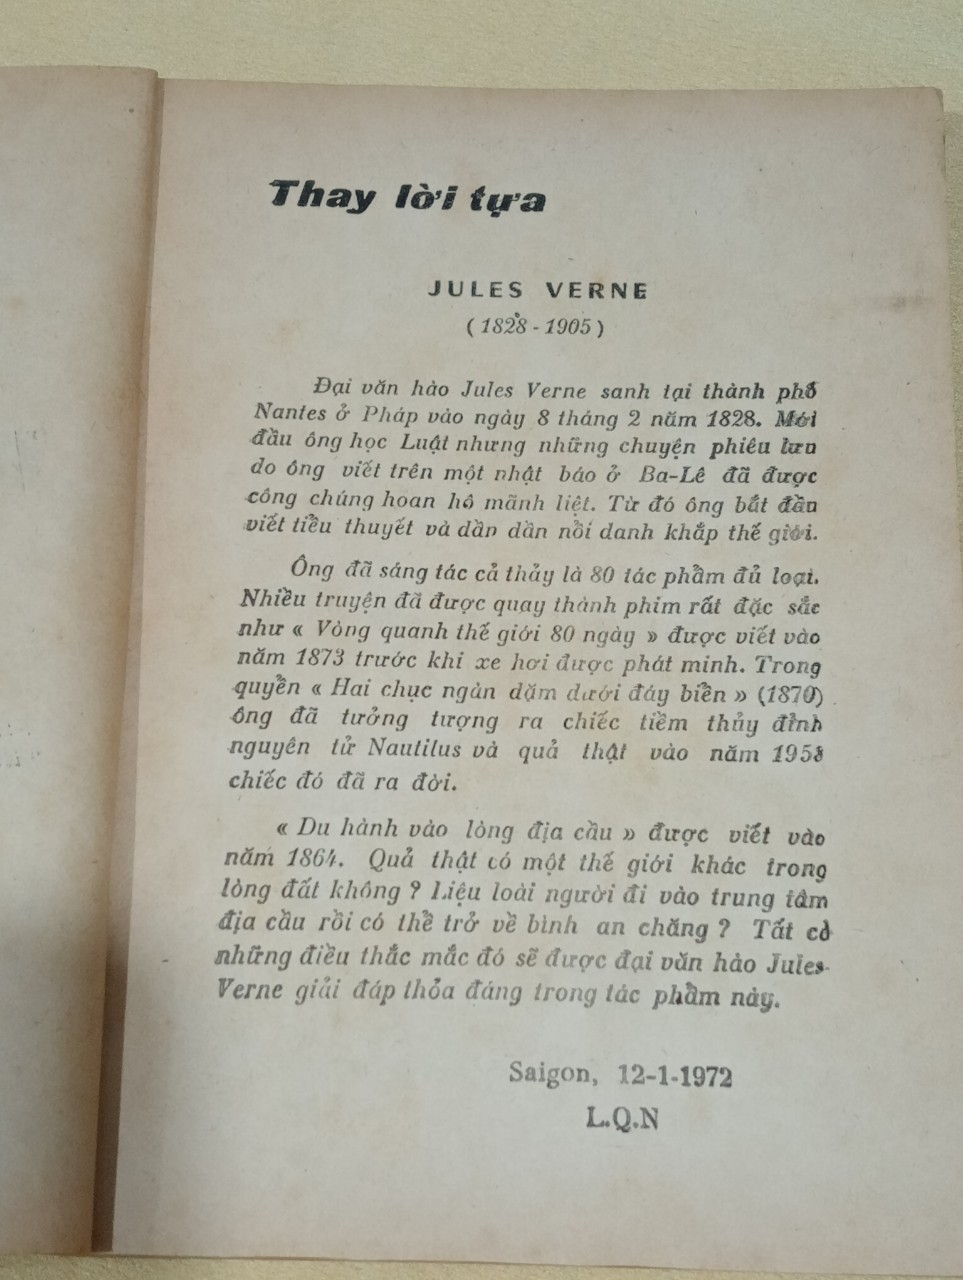 Thay lời tựa
JULES VERNE
( 1828 - 1905 )
Đại văn hào Jules Verne sanh tại thành phố
Nantes ở Pháp vào ngày 8 tháng 2 năm 1828. Mới
đầu ông học Luật nhưng những chuyện phiêu lưu
do ông viết trên một nhật báo ở Ba-Lê đã được
công chúng hoan hô mãnh liệt. Từ đó ông bắt đầu
viết tiểu thuyết và dần dần nổi danh khắp thế giới.
Ông đã sáng tác cả thảy là 80 tác phẩm đủ loại.
Nhiều truyện đã được quay thành phim rất đặc sắc
như « Vòng quanh thế giới 80 ngày » được viết vào
năm 1873 trước khi xe hơi được phát minh. Trong
quyển « Hai chục ngàn dặm dưới đáy biển » (1870)
ông đã tưởng tượng ra chiếc tiềm thủy đỉnh
nguyên tử Nautilus và quả thật vào năm 1958
chiếc đó đã ra đời.
« Du hành vào lòng địa cầu » được viết vào
năm 1864. Quả thật có một thế giới khác trong
lòng đất không ? Liệu loài người đi vào trung tâm
địa cầu rồi có thể trở về bình an chăng ? Tất cả
những điều thắc mắc đó sẽ được đại văn hào Jules
Verne giải đáp thỏa đáng trong tác phẩm này.
Saigon, 12-1-1972
L.Q.N